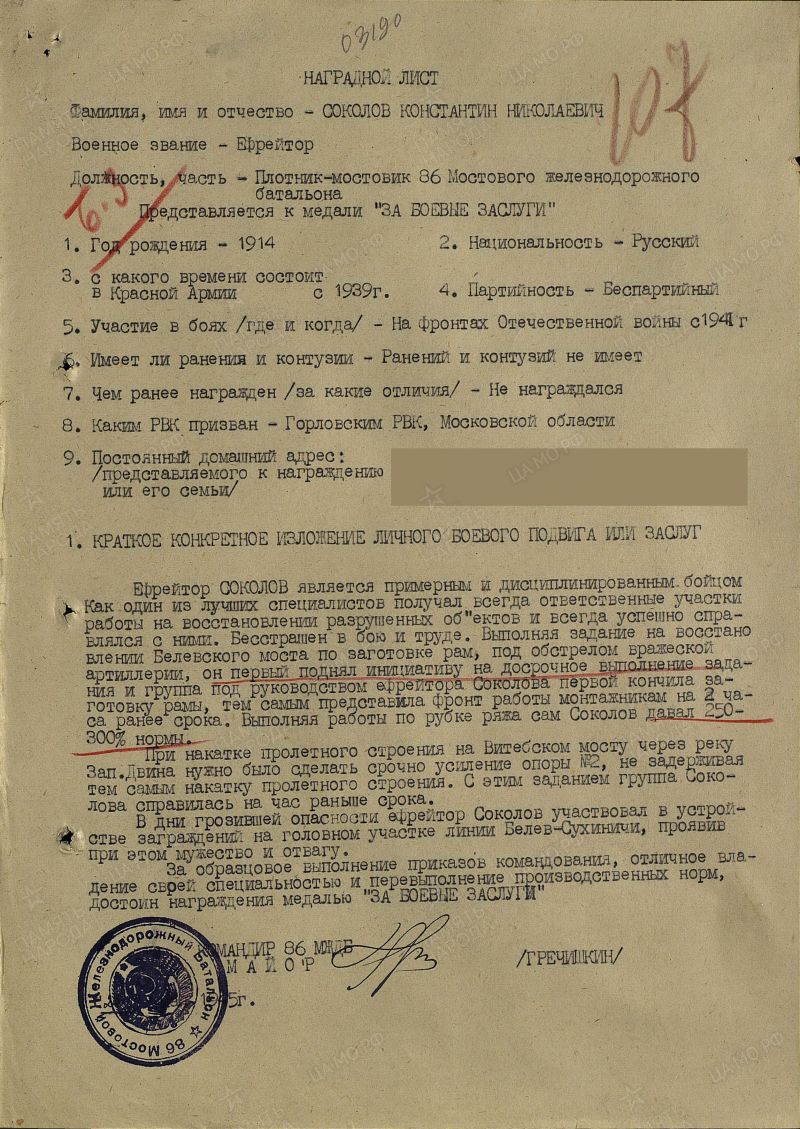 03190
НАГРАДНОЙ ЛИСТ
107
Фамилия, имя и отчество - СОКОЛОВ КОНСТАНТИН НИКОЛАЕВИЧ
Военное звание - Ефрейтор
Должность, часть - Плотник-мостовик 86 Мостового железнодорожного
батальона
Представляется к медали "ЗА БОЕВЫЕ ЗАСЛУГИ"
1. Год рождения - 1914 2. Национальность - Русский
3. с какого времени состоит
в Красной Армии с 1939г. 4. Партийность - Беспартийный
5. Участие в боях /где и когда/ - На фронтах Отечественной войны с1941г
6. Имеет ли ранения и контузии - Ранений и контузий не имеет
7. Чем ранее награжден /за какие отличия/ - Не награждался
8. Каким РВК призван - Горловским РВК, Московской области
9. Постоянный домашний адрес:
/представляемого к награждению
или его семьи/
1. КРАТКОЕ КОНКРЕТНОЕ ИЗЛОЖЕНИЕ ЛИЧНОГО БОЕВОГО ПОДВИГА ИЛИ ЗАСЛУГ
Ефрейтор СОКОЛОВ является примерным и дисциплинированным бойцом
Как один из лучших специалистов получал всегда ответственные участки
работы на восстановлении разрушенных об"ектов и всегда успешно спра-
влялся с ними. Бесстрашен в бою и труде. Выполняя задание на восстано
влении Белевского моста по заготовке рам, под обстрелом вражеской
артиллерии, он первый поднял инициативу на досрочное выполнение зада-
ния и группа под руководством ефрейтора Соколова первой кончила за-
готовку рамы, тем самым представила фронт работы монтажникам на 2 ча-
са ранее срока. Выполняя работы по рубке ряжа сам Соколов давал 250-
300% нормы.
При накатке пролетного строения на Витебском мосту через реку
Зап.Двина нужно было сделать срочно усиление опоры №2, не задерживая
тем самым накатку пролетного строения. С этим заданием группа Соко-
лова справилась на час раньше срока.
В дни грозившей опасности ефрейтор Соколов участвовал в устрой-
стве заграждений на головном участке линии Белев-Сухиничи, проявив
при этом мужество и отвагу.
За образцовое выполнение приказов командования, отличное вла-
дение своей специальностью и перевыполнение производственных норм,
достоин награждения медалью "ЗА БОЕВЫЕ ЗАСЛУГИ"
КОМАНДИР 86 МЖДБ
МАЙОР /ГРЕЧИШКИН/
45г.
86 Мостовой Железнодорожный Батальон